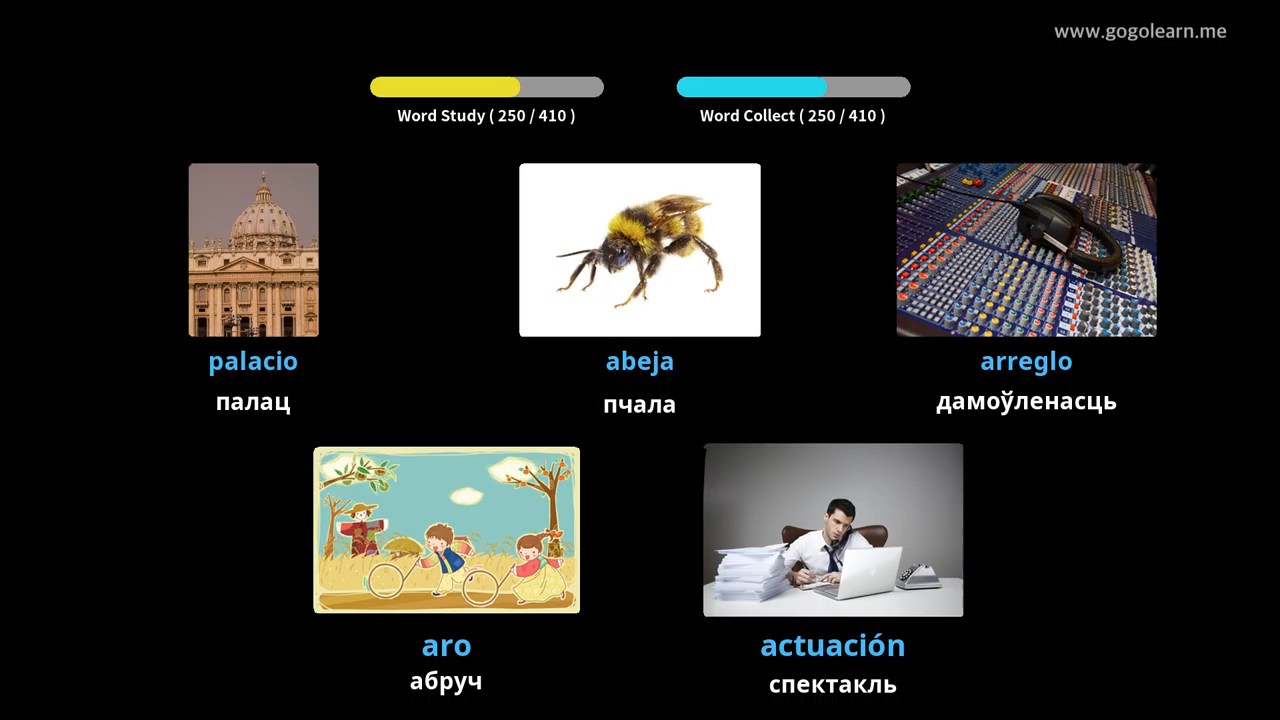 www.gogolearn.me
Word Study ( 250 / 410 )
Word Collect ( 250 / 410 )
palacio
палац
abeja
пчала
arreglo
дамоўленасць
aro
абруч
actuación
спектакль